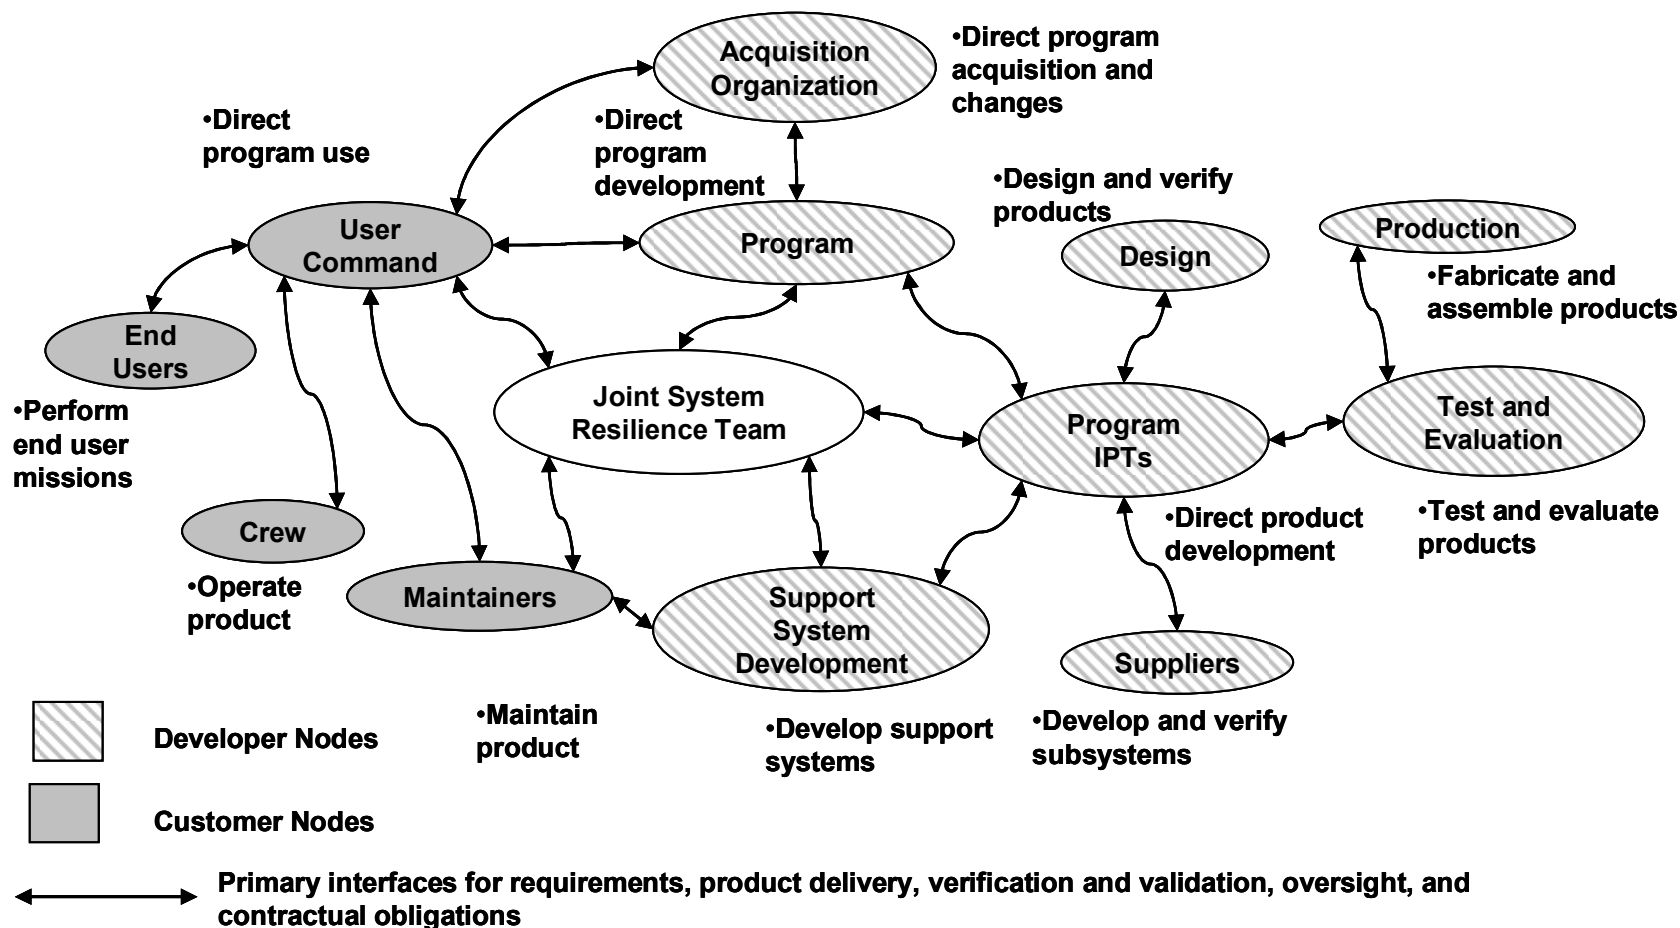 Acquisition
Organization
•Direct program
acquisition and
changes
•Direct
program use
•Direct
program
development
•Design and verify
products
User
Command
Program
Design
Production
•Fabricate and
assemble products
End
Users
•Perform
end user
missions
Joint System
Resilience Team
Program
IPTs
Test and
Evaluation
•Direct product
development
•Test and evaluate
products
Crew
•Operate
product
Maintainers
Support
System
Development
Suppliers
•Maintain
product
•Develop support
systems
•Develop and verify
subsystems
Developer Nodes
Customer Nodes
Primary interfaces for requirements, product delivery, verification and validation, oversight, and
contractual obligations